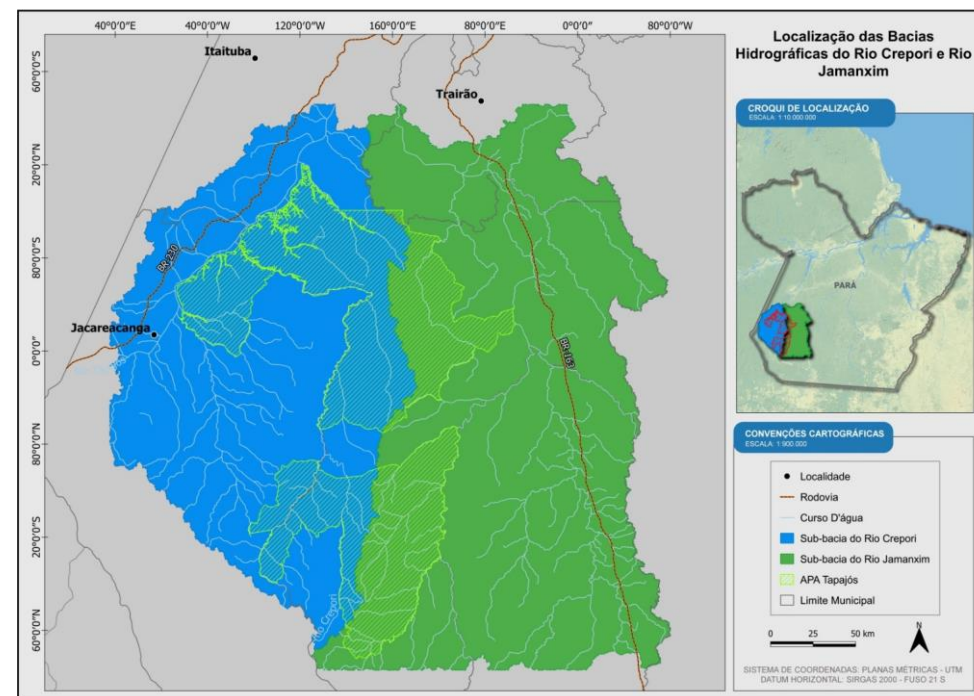 Localização das Bacias
Hidrográficas do Rio Crepori e Rio
Jamanxim
CROQUI DE LOCALIZAÇÃO
ESCALA: 1:10.000.000
PARÁ
CONVENÇÕES CARTOGRÁFICAS
ESCALA: 1:900.000
Localidade
Rodovia
Curso D'água
Sub-bacia do Rio Crepori
Sub-bacia do Rio Jamanxim
APA Tapajós
Limite Municipal
0 25 50 km
N
SISTEMA DE COORDENADAS: PLANAS MÉTRICAS - UTM
DATUM HORIZONTAL: SIRGAS 2000 - FUSO 21 S
40°0'0"E 40°0'0"E 120°0'0"E 160°0'0"E 80°0'0"E 0°0'0" 80°0'0"E
Itaituba
Trairão
BR-230
Jacareacanga
BR-163
Rio Crepori
60°0'0"S
20°0'0"N
80°0'0"S
0°0'0"
80°0'0"N
20°0'0"S
60°0'0"N